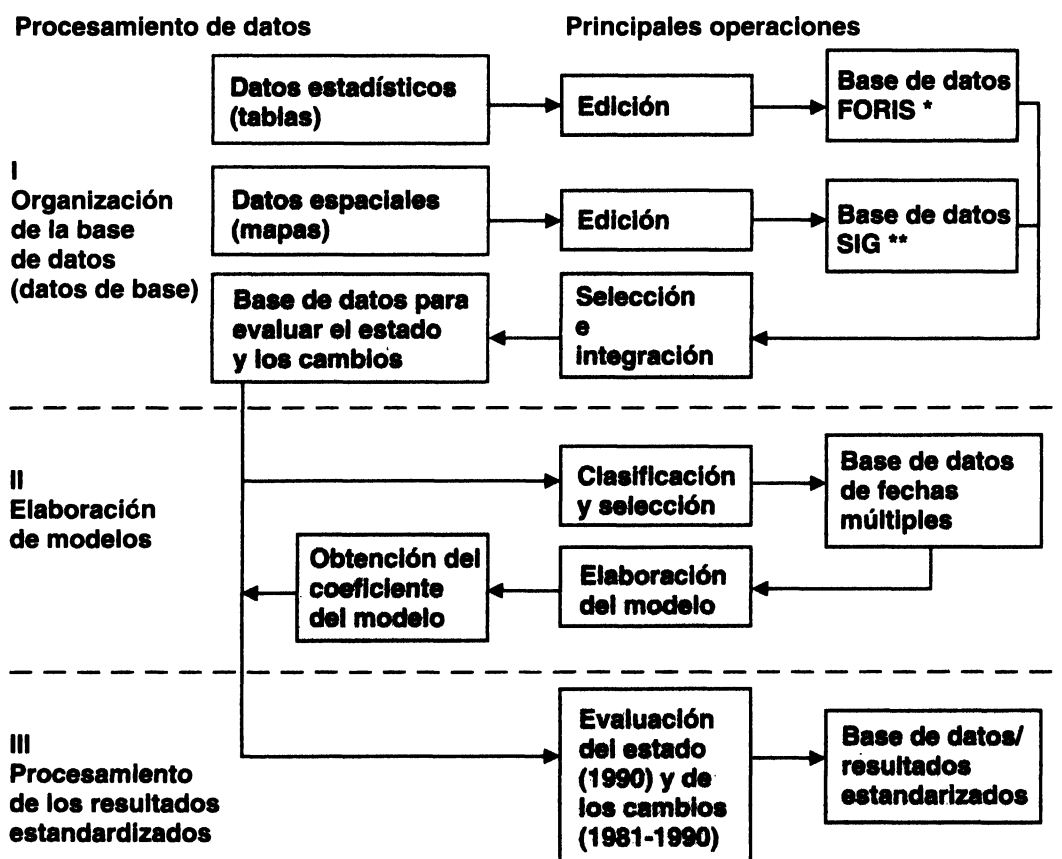 Procesamiento de datos
Principales operaciones
Datos estadísticos
(tablas)
Edición
Base de datos
FORIS *
I
Organización
de la base
de datos
(datos de base)
Datos espaciales
(mapas)
Edición
Base de datos
SIG **
Base de datos para
evaluar el estado
y los cambios
Selección
e
integración
II
Elaboración
de modelos
Clasificación
y selección
Base de datos
de fechas
múltiples
Obtención del
coeficiente
del modelo
Elaboración
del modelo
III
Procesamiento
de los resultados
estandardizados
Evaluación
del estado
(1990) y de
los cambios
(1981-1990)
Base de datos/
resultados
estandarizados